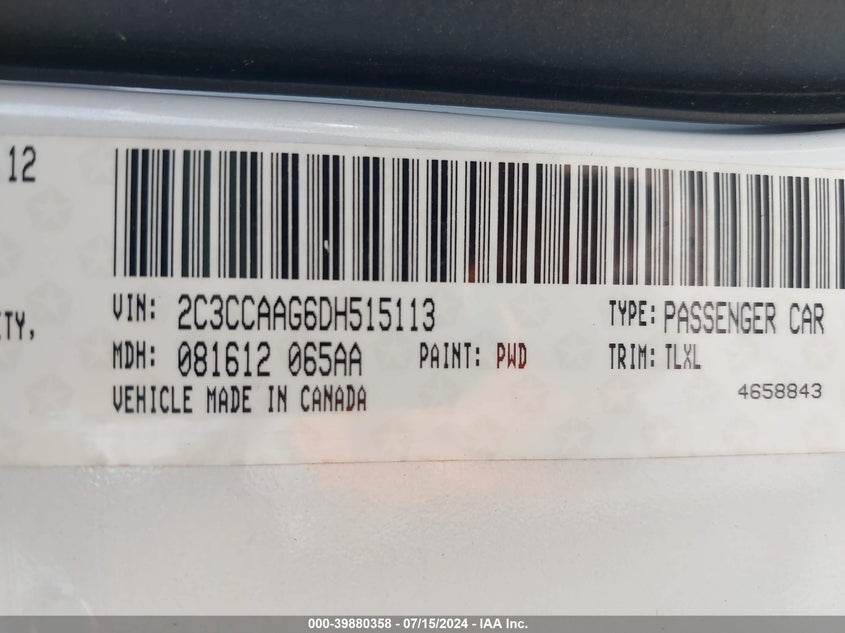 12
VIN: 2C3CCAAG6DH515113 TYPE: PASSENGER CAR
ITY,
MDH: 081612 065AA PAINT: PWD TRIM: TLXL
VEHICLE MADE IN CANADA 4658843
000-39880358 - 07/15/2024 - IAA Inc.